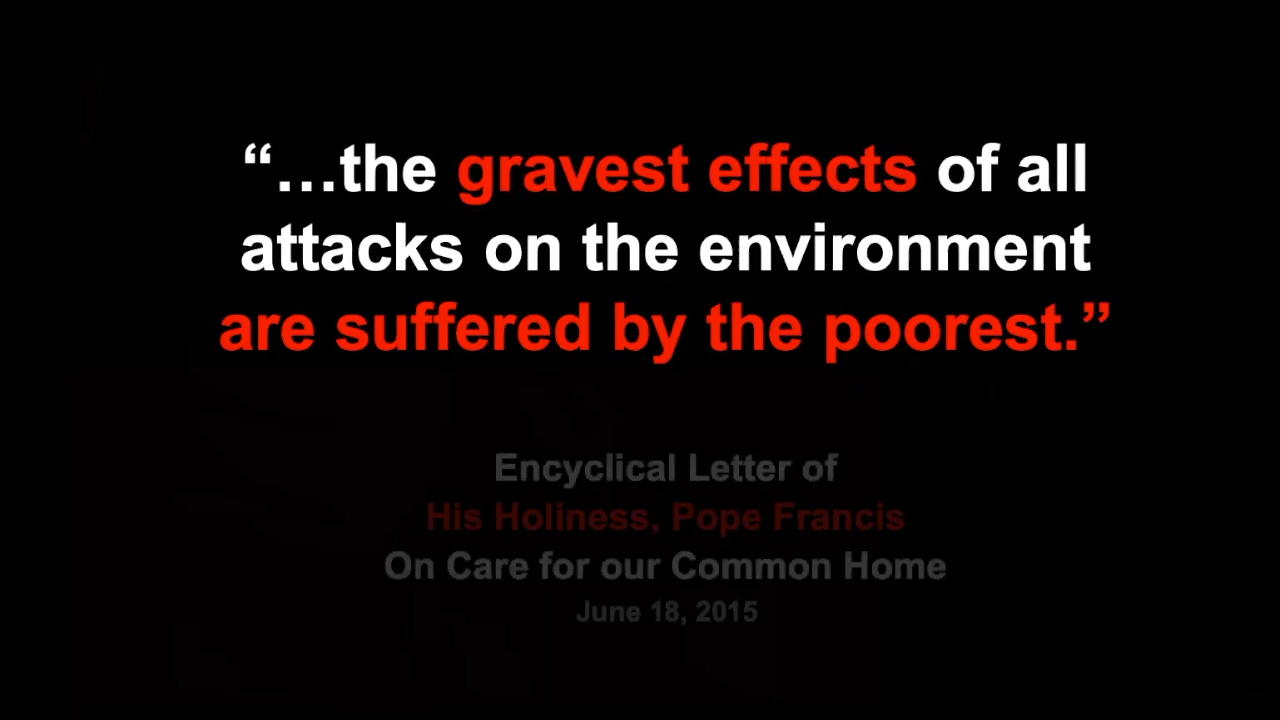 “…the gravest effects of all
attacks on the environment
are suffered by the poorest.”
Encyclical Letter of
His Holiness, Pope Francis
On Care for our Common Home
June 18, 2015